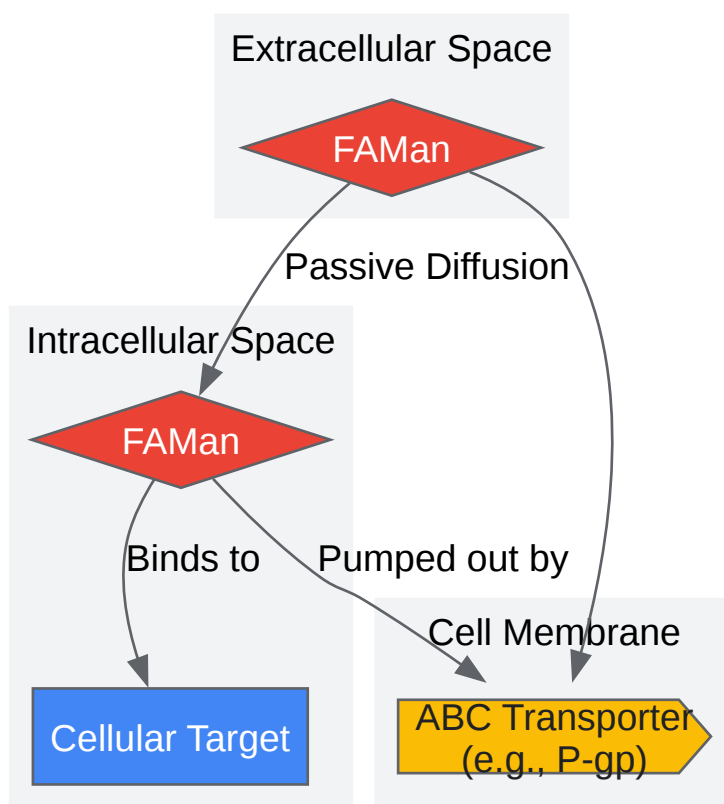 Extracellular Space
FAMan
Passive Diffusion
Intracellular Space
FAMan
Binds to
Pumped out by
Cell Membrane
Cellular Target
ABC Transporter
(e.g., P-gp)